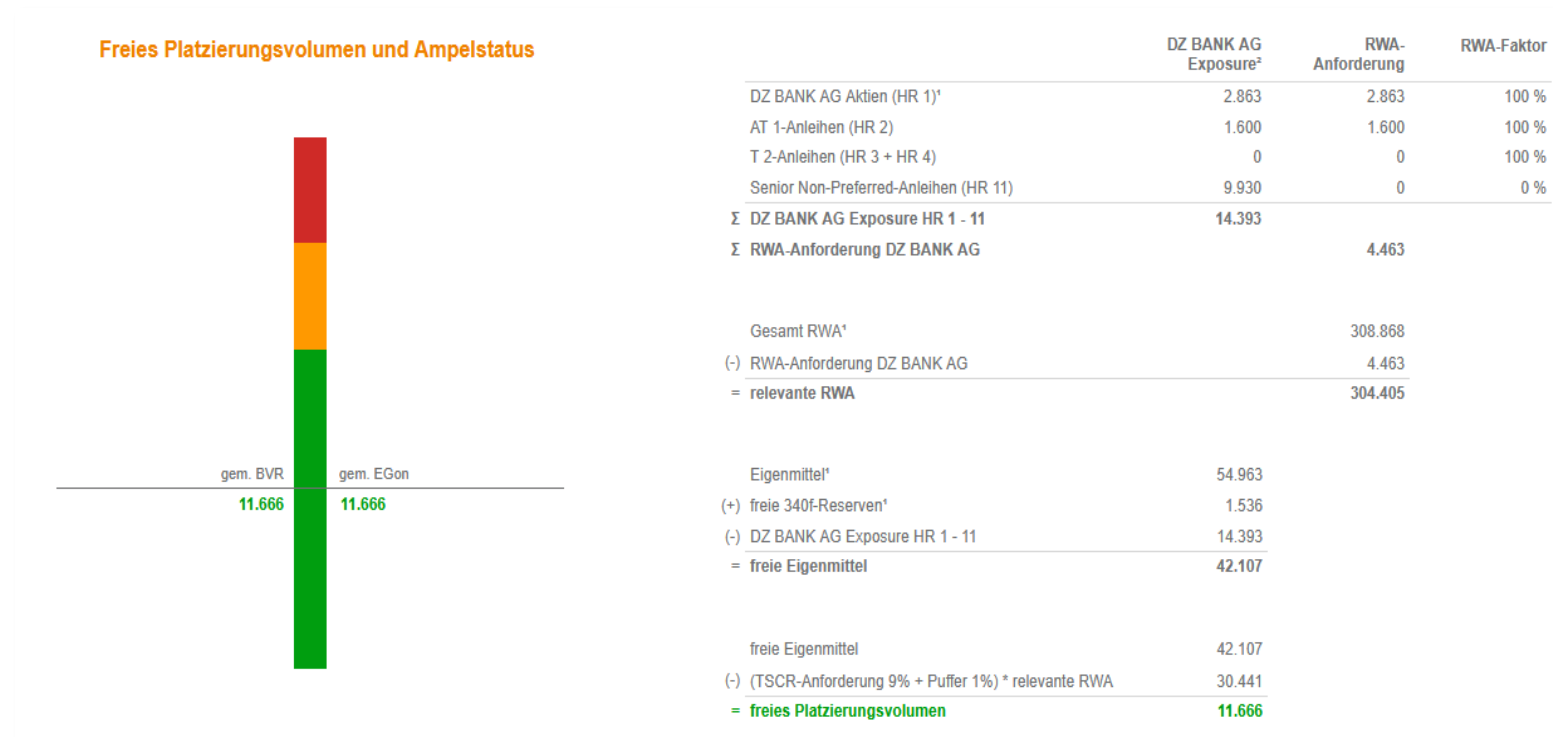 Freies Platzierungsvolumen und Ampelstatus
gem. BVR gem. EGon
11.666 11.666
DZ BANK AG Exposure² RWA-Anforderung RWA-Faktor
DZ BANK AG Aktien (HR 1)¹ 2.863 2.863 100 %
AT 1-Anleihen (HR 2) 1.600 1.600 100 %
T 2-Anleihen (HR 3 + HR 4) 0 0 100 %
Senior Non-Preferred-Anleihen (HR 11) 9.930 0 0 %
Σ DZ BANK AG Exposure HR 1 - 11 14.393
Σ RWA-Anforderung DZ BANK AG 4.463
Gesamt RWA¹ 308.868
(-) RWA-Anforderung DZ BANK AG 4.463
= relevante RWA 304.405
Eigenmittel¹ 54.963
(+) freie 340f-Reserven¹ 1.536
(-) DZ BANK AG Exposure HR 1 - 11 14.393
= freie Eigenmittel 42.107
freie Eigenmittel 42.107
(-) (TSCR-Anforderung 9% + Puffer 1%) * relevante RWA 30.441
= freies Platzierungsvolumen 11.666